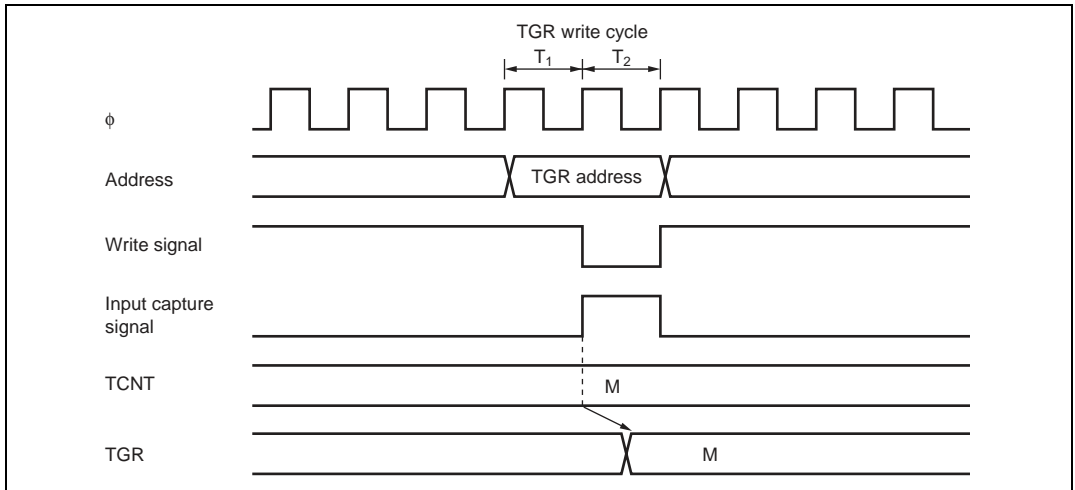 TGR write cycle
T1 T2
ϕ
Address
TGR address
Write signal
Input capture
signal
TCNT
M
TGR
M